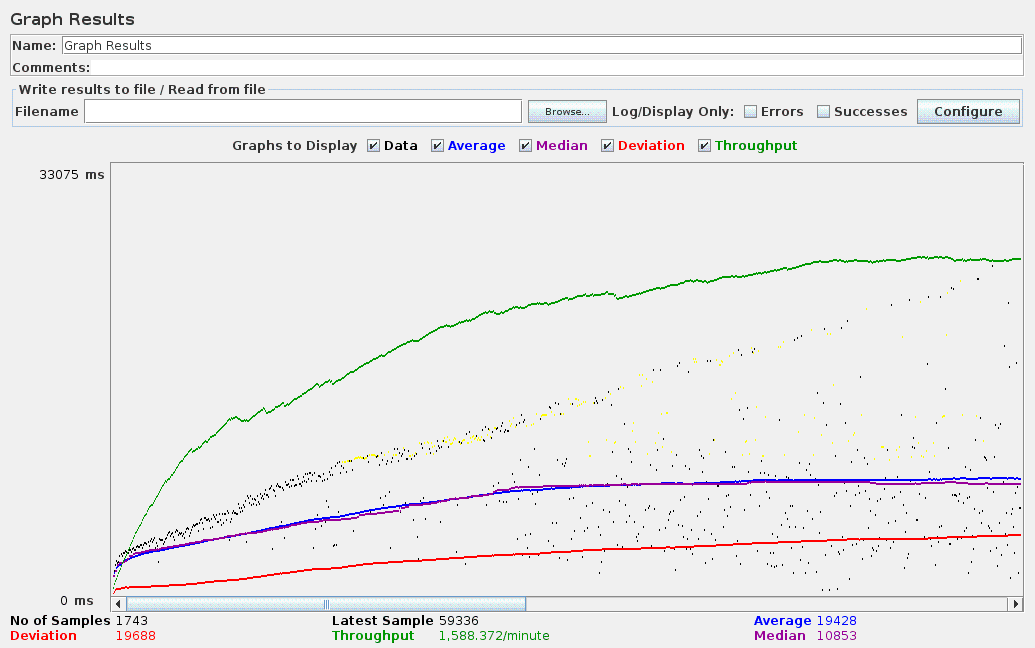 Graph Results
Name: Graph Results
Comments:
Write results to file / Read from file
Filename Browse... Log/Display Only: Errors Successes Configure
Graphs to Display Data Average Median Deviation Throughput
33075 ms
0 ms
No of Samples 1743 Latest Sample 59336 Average 19428
Deviation 19688 Throughput 1,588.372/minute Median 10853